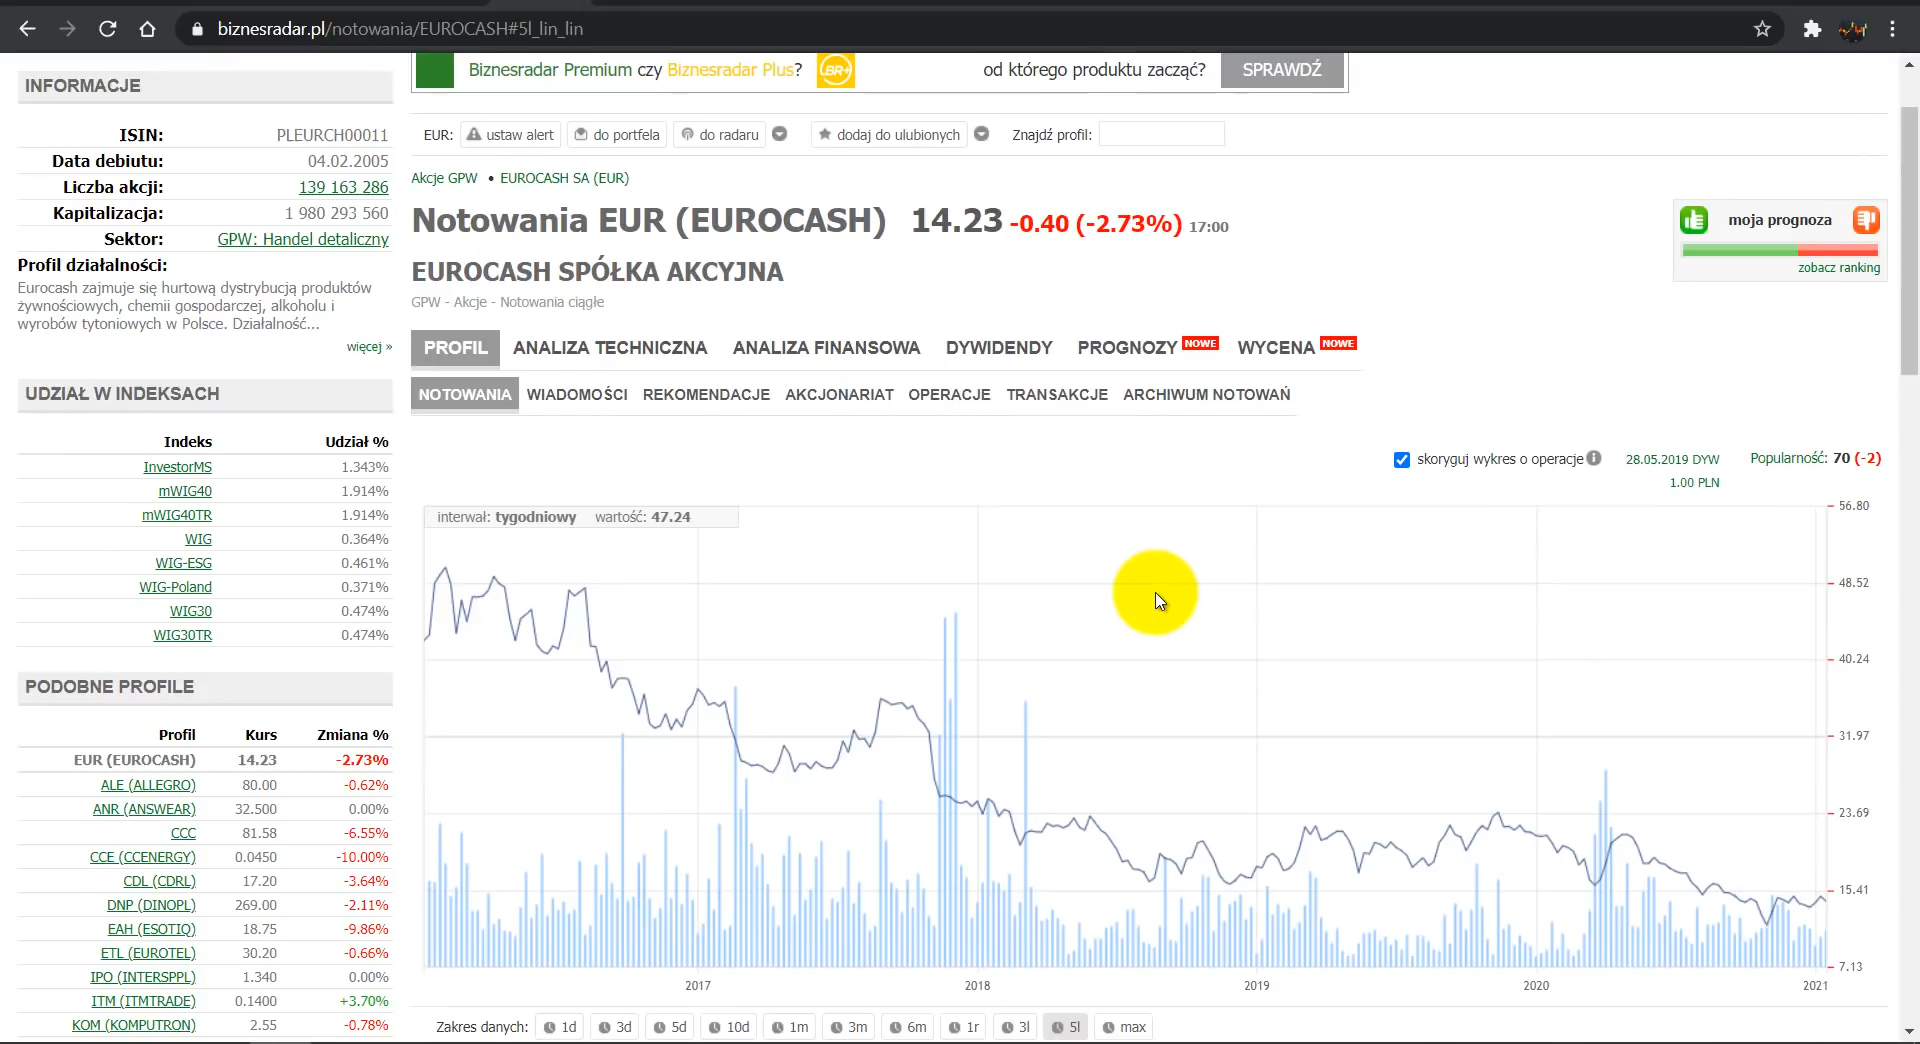 biznesradar.pl/notowania/EUROCASH#5l_lin_lin
Biznesradar Premium czy Biznesradar Plus? BR+ od którego produktu zacząć? SPRAWDŹ
INFORMACJE
ISIN: PLEURCH00011
Data debiutu: 04.02.2005
Liczba akcji: 139 163 286
Kapitalizacja: 1 980 293 560
Sektor: GPW: Handel detaliczny
Profil działalności:
Eurocash zajmuje się hurtową dystrybucją produktów
żywnościowych, chemii gospodarczej, alkoholu i
wyrobów tytoniowych w Polsce. Działalność...
więcej »
UDZIAŁ W INDEKSACH
Indeks Udział %
InvestorMS 1.343%
mWIG40 1.914%
mWIG40TR 1.914%
WIG 0.364%
WIG-ESG 0.461%
WIG-Poland 0.371%
WIG30 0.474%
WIG30TR 0.474%
PODOBNE PROFILE
Profil Kurs Zmiana %
EUR (EUROCASH) 14.23 -2.73%
ALE (ALLEGRO) 80.00 -0.62%
ANR (ANSWEAR) 32.500 0.00%
CCC 81.58 -6.55%
CCE (CCENERGY) 0.0450 -10.00%
CDL (CDRL) 17.20 -3.64%
DNP (DINOPL) 269.00 -2.11%
EAH (ESOTIQ) 18.75 -9.86%
ETL (EUROTEL) 30.20 -0.66%
IPO (INTERSPPL) 1.340 0.00%
ITM (ITMTRADE) 0.1400 +3.70%
KOM (KOMPUTRON) 2.55 -0.78%
EUR: ustaw alert do portfela do radaru dodaj do ulubionych Znajdź profil:
Akcje GPW • EUROCASH SA (EUR)
Notowania EUR (EUROCASH) 14.23 -0.40 (-2.73%) 17:00
EUROCASH SPÓŁKA AKCYJNA
GPW - Akcje - Notowania ciągłe
moja prognoza
zobacz ranking
PROFIL ANALIZA TECHNICZNA ANALIZA FINANSOWA DYWIDENDY PROGNOZY NOWE WYCENA NOWE
NOTOWANIA WIADOMOŚCI REKOMENDACJE AKCJONARIAT OPERACJE TRANSAKCJE ARCHIWUM NOTOWAŃ
skoryguj wykres o operacje 28.05.2019 DYW Popularność: 70 (-2)
1.00 PLN
interwał: tygodniowy wartość: 47.24
56.80
48.52
40.24
31.97
23.69
15.41
7.13
2017 2018 2019 2020 2021
Zakres danych: 1d 3d 5d 10d 1m 3m 6m 1r 3l 5l max